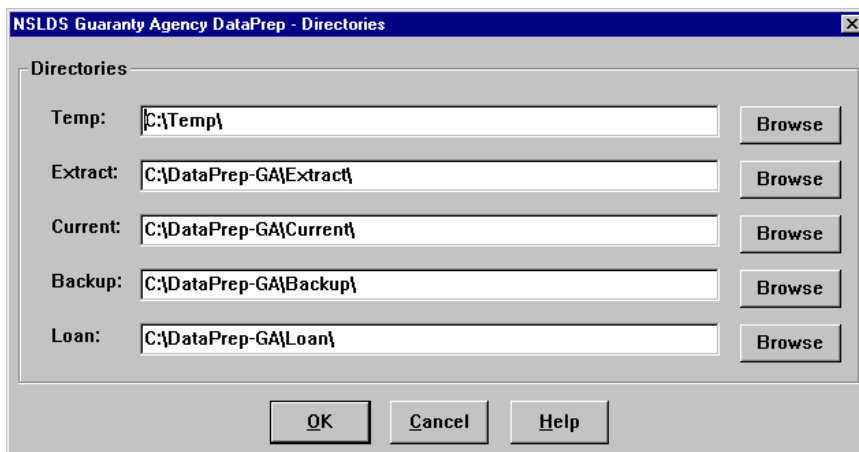 NSLDS Guaranty Agency DataPrep - Directories
Directories
Temp: C:\Temp\ Browse
Extract: C:\DataPrep-GA\Extract\ Browse
Current: C:\DataPrep-GA\Current\ Browse
Backup: C:\DataPrep-GA\Backup\ Browse
Loan: C:\DataPrep-GA\Loan\ Browse
OK Cancel Help